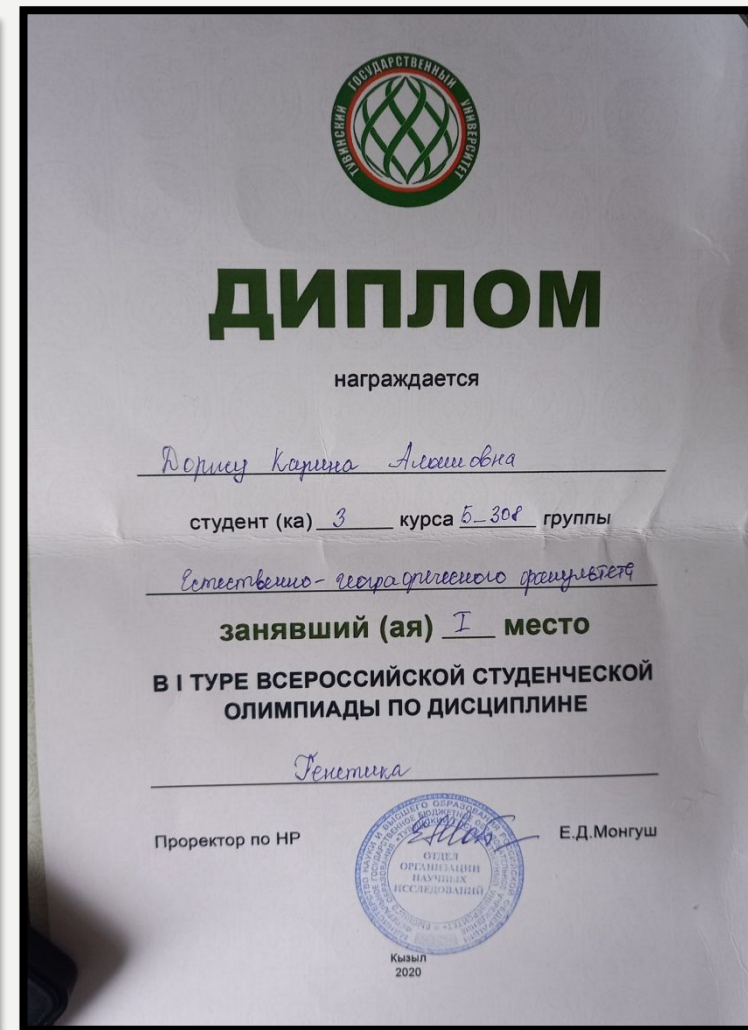 ТУВИНСКИЙ ГОСУДАРСТВЕННЫЙ УНИВЕРСИТЕТ
ДИПЛОМ
награждается
Доржу Карина Алашовна
студент (ка) 3 курса 5_308 группы
Естественно-географического факультета
занявший (ая) I место
В I ТУРЕ ВСЕРОССИЙСКОЙ СТУДЕНЧЕСКОЙ
ОЛИМПИАДЫ ПО ДИСЦИПЛИНЕ
Генетика
Проректор по НР Е.Д.Монгуш
ОТДЕЛ
ОРГАНИЗАЦИИ
НАУЧНЫХ
ИССЛЕДОВАНИЙ
Кызыл
2020